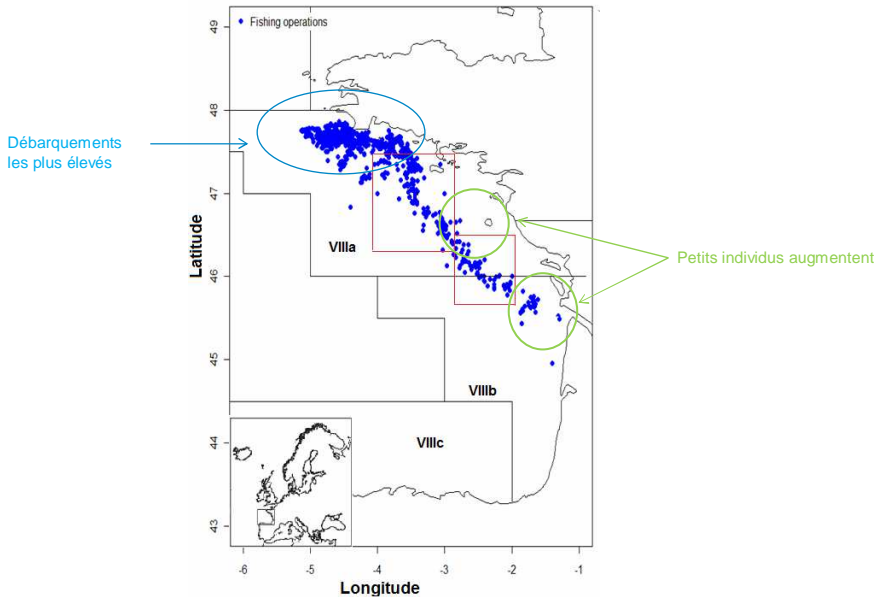 Fishing operations
49
48
47
46
45
44
43
Latitude
Débarquements
les plus élevés
Petits individus augmentent
VIIIa
VIIIb
VIIIc
-6 -5 -4 -3 -2 -1
Longitude